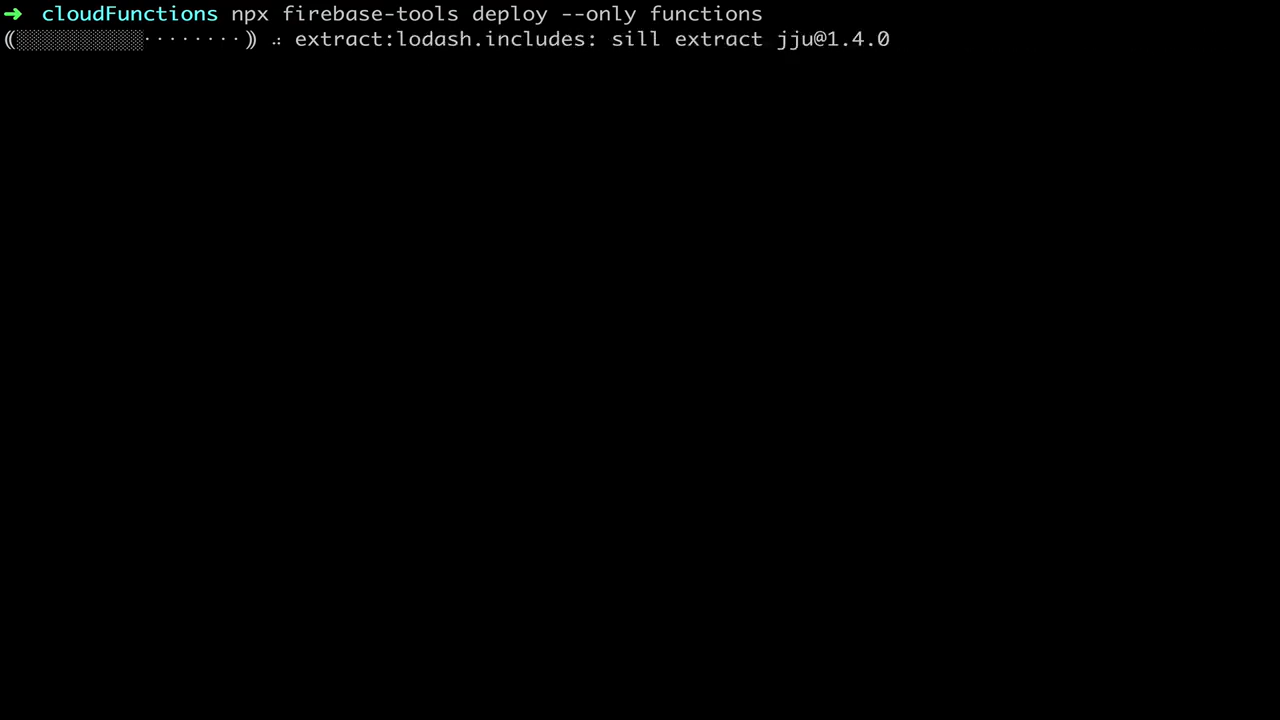 ➜  cloudFunctions npx firebase-tools deploy --only functions
⸨░░░░░░░░░░········⸩ ⠴ extract:lodash.includes: sill extract jju@1.4.0